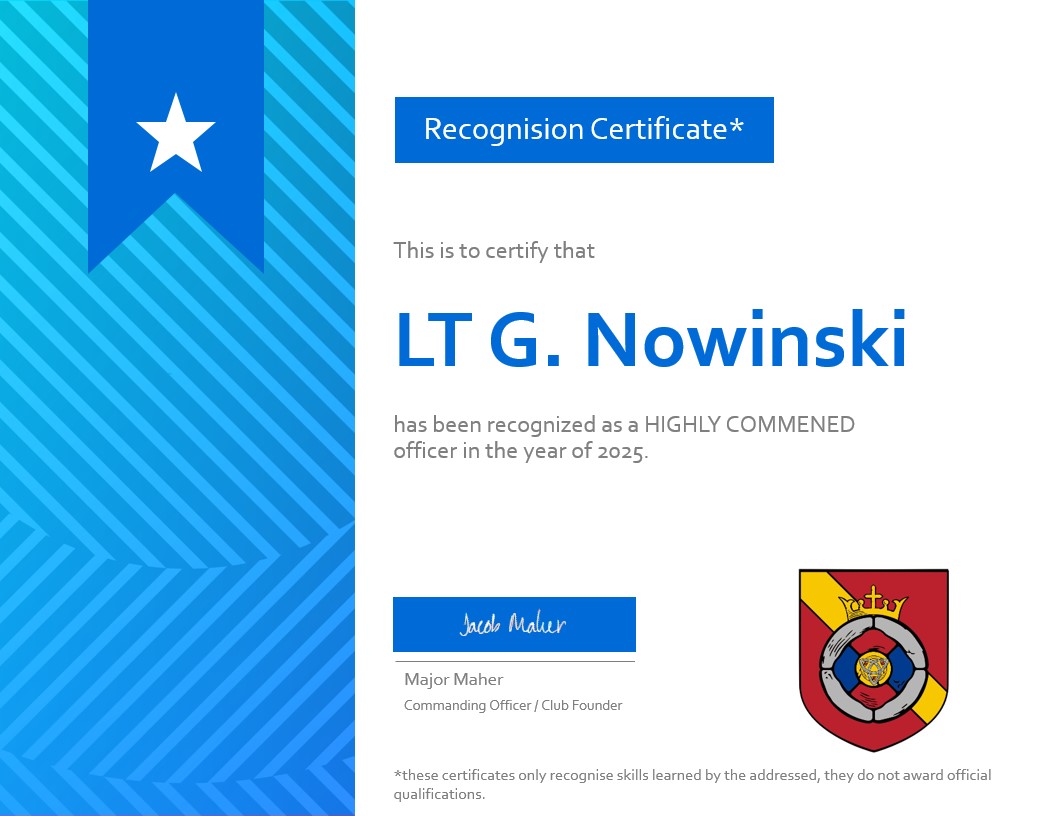 Recognision Certificate*
This is to certify that
LT G. Nowinski
has been recognized as a HIGHLY COMMENED
officer in the year of 2025.
Jacob Maher
Major Maher
Commanding Officer / Club Founder
*these certificates only recognise skills learned by the addressed, they do not award official
qualifications.